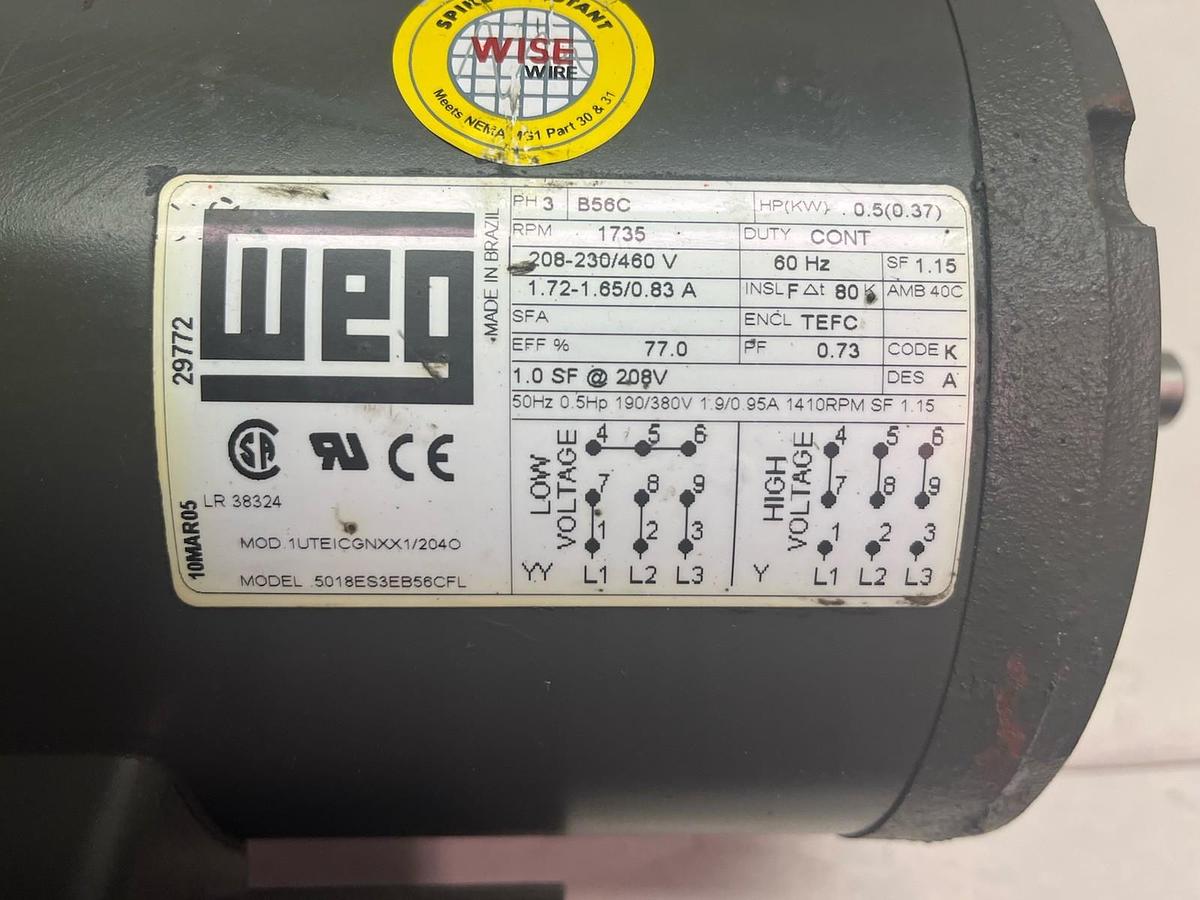 WISE
WIRE
Meets NEMA MG1 Part 30 & 31
weg
MADE IN BRAZIL
29772
10MAR05
LR 38324
MOD.1UTEICGNXX1/204O
MODEL 5018ES3EB56CFL
PH 3 B56C HP(KW) 0.5(0.37)
RPM 1735 DUTY CONT
208-230/460 V 60 Hz SF 1.15
1.72-1.65/0.83 A INSL F Δt 80 K AMB 40C
SFA ENCL TEFC
EFF % 77.0 PF 0.73 CODE K
1.0 SF @ 208V DES A
50Hz 0.5Hp 190/380V 1.9/0.95A 1410RPM SF 1.15
LOW VOLTAGE
4 5 6
7 8 9
1 2 3
YY L1 L2 L3
HIGH VOLTAGE
4 5 6
7 8 9
1 2 3
Y L1 L2 L3